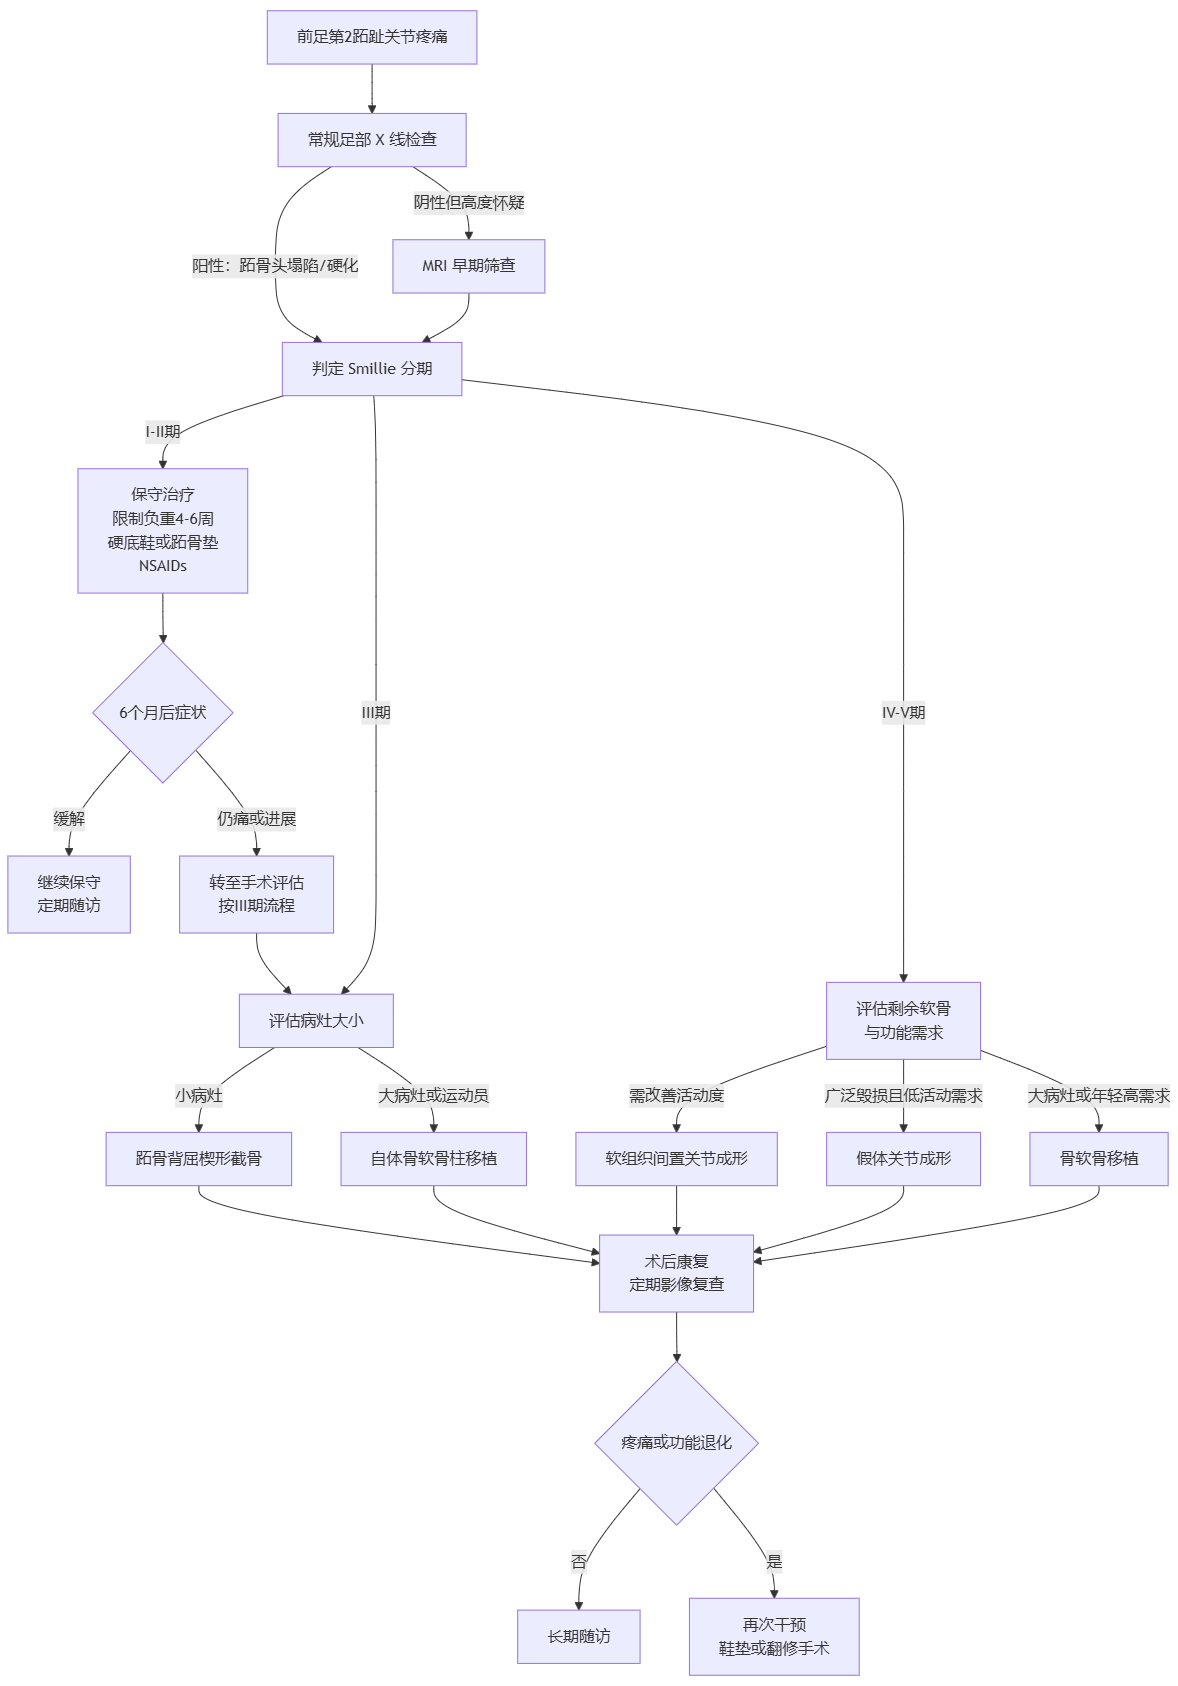 前足第2跖趾关节疼痛
常规足部 X 线检查
阴性但高度怀疑
阳性：跖骨头塌陷/硬化
MRI 早期筛查
判定 Smillie 分期
I-II期
保守治疗
限制负重4-6周
硬底鞋或跖骨垫
NSAIDs
6个月后症状
III期
IV-V期
缓解
仍痛或进展
继续保守
定期随访
转至手术评估
按III期流程
评估病灶大小
评估剩余软骨
与功能需求
小病灶
大病灶或运动员
需改善活动度
广泛毁损且低活动需求
大病灶或年轻高需求
跖骨背屈楔形截骨
自体骨软骨柱移植
软组织间置关节成形
假体关节成形
骨软骨移植
术后康复
定期影像复查
疼痛或功能退化
否
是
长期随访
再次干预
鞋垫或翻修手术